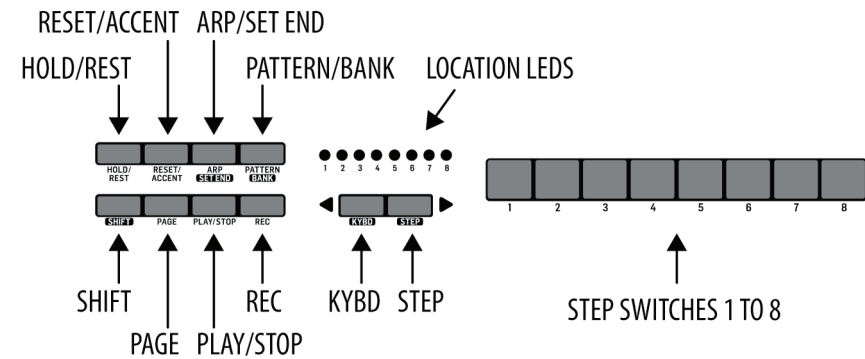 RESET/ACCENT ARP/SET END
HOLD/REST PATTERN/BANK LOCATION LEDS
HOLD/
REST
RESET/
ACCENT
ARP
SET END
PATTERN
BANK
1 2 3 4 5 6 7 8
SHIFT PAGE PLAY/STOP REC
KYBD STEP
1 2 3 4 5 6 7 8
SHIFT REC KYBD STEP STEP SWITCHES 1 TO 8
PAGE PLAY/STOP